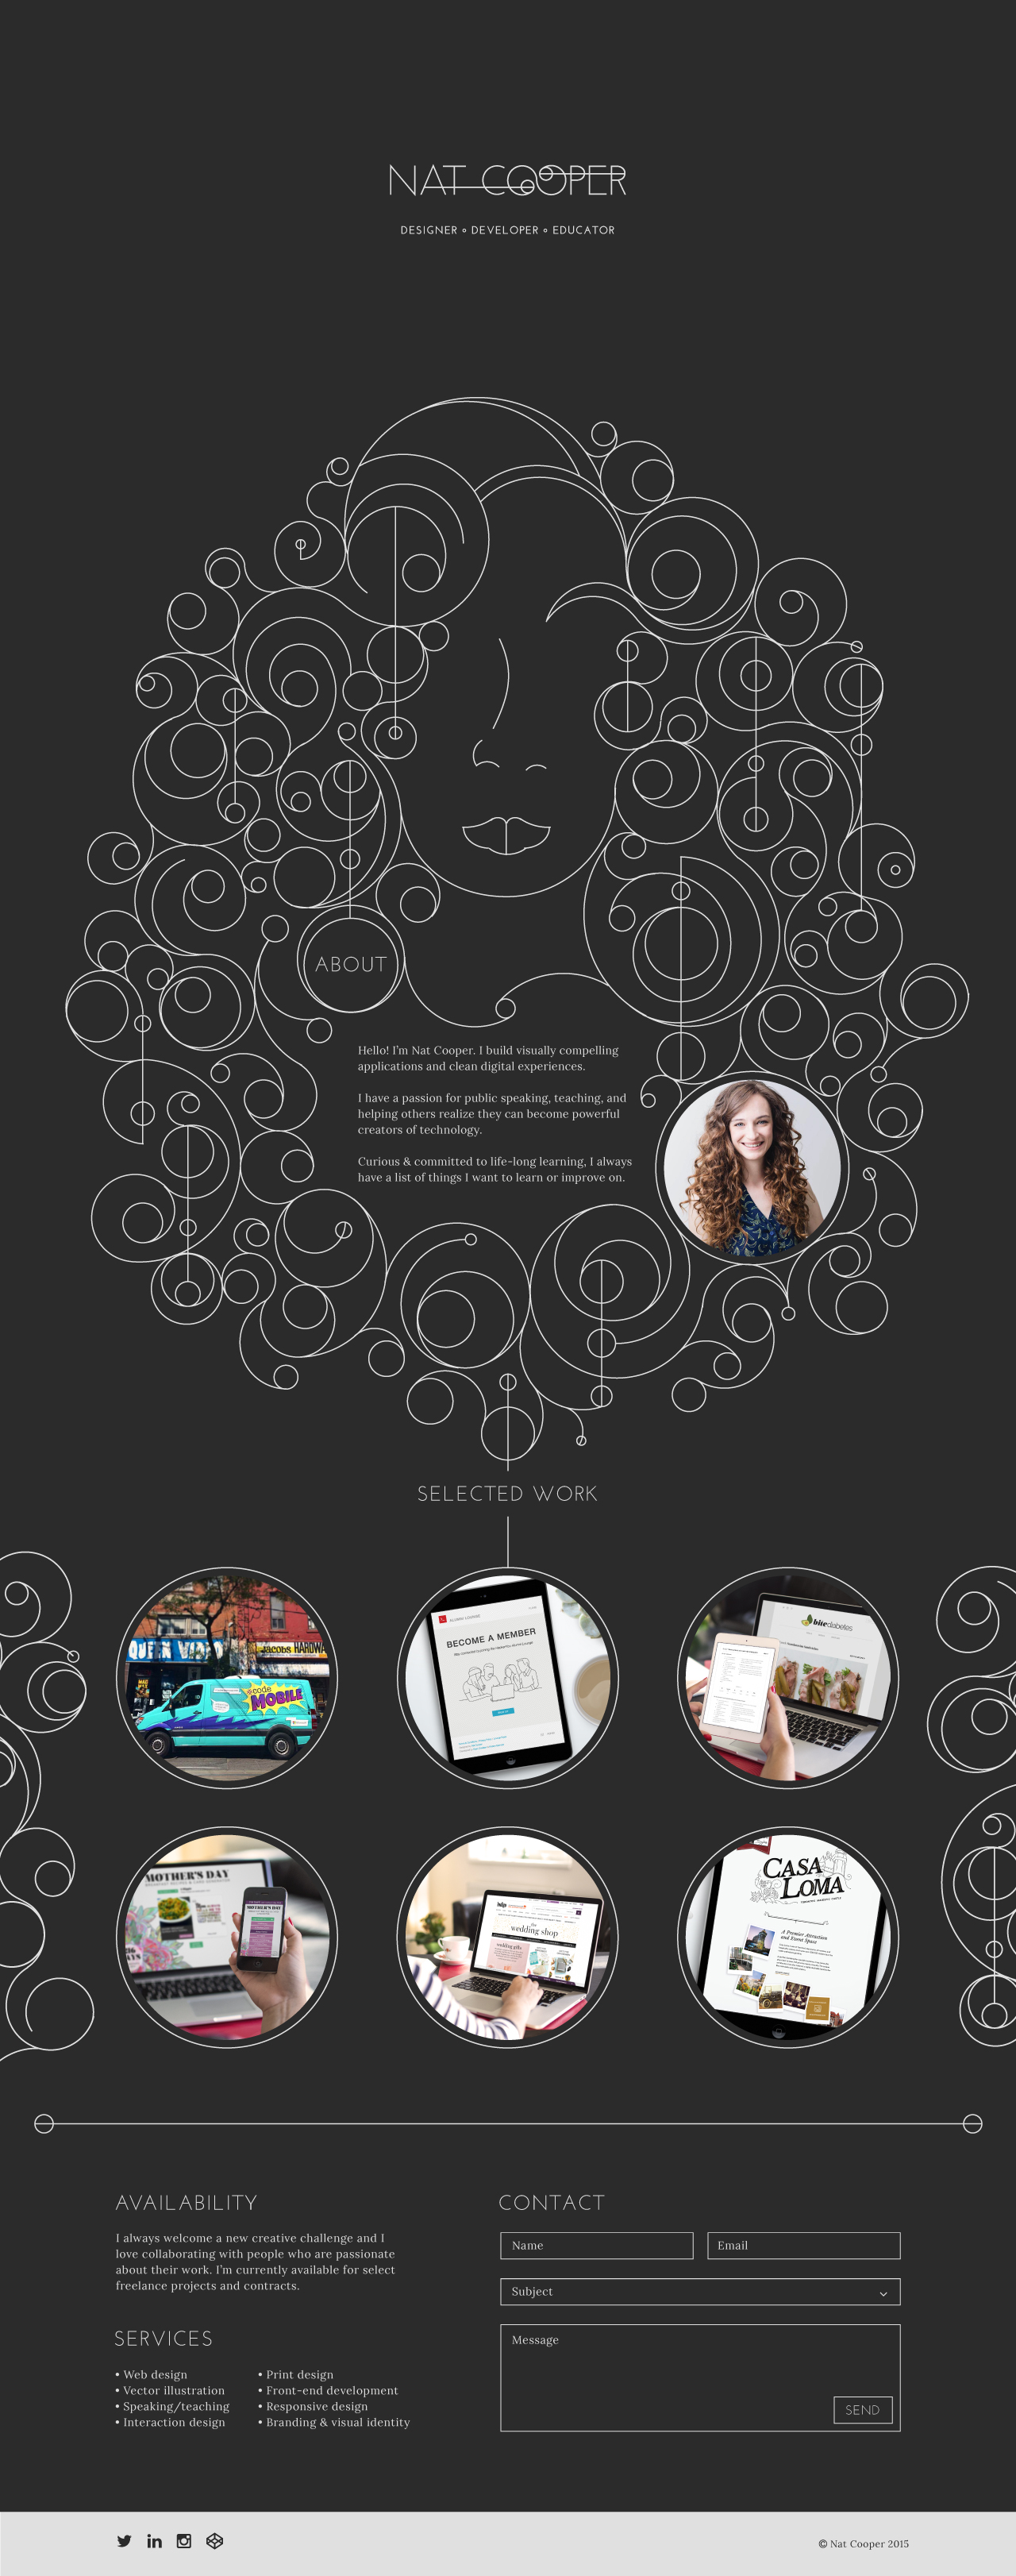 NAT COOPER
DESIGNER ∘ DEVELOPER ∘ EDUCATOR
ABOUT
Hello! I'm Nat Cooper. I build visually compelling
applications and clean digital experiences.
I have a passion for public speaking, teaching, and
helping others realize they can become powerful
creators of technology.
Curious & committed to life-long learning, I always
have a list of things I want to learn or improve on.
SELECTED WORK
QUEEN
JACOBS HARDW
code
MOBILE
ALUMNI LOUNGE
BECOME A MEMBER
bitediabetes
MOTHER'S DAY
MOTHER'S DAY
wedding shop
CASA
LOMA
A Premier Attraction
and Event Space
AVAILABILITY
I always welcome a new creative challenge and I
love collaborating with people who are passionate
about their work. I'm currently available for select
freelance projects and contracts.
SERVICES
• Web design
• Vector illustration
• Speaking/teaching
• Interaction design
• Print design
• Front-end development
• Responsive design
• Branding & visual identity
CONTACT
Name
Email
Subject
Message
SEND
© Nat Cooper 2015